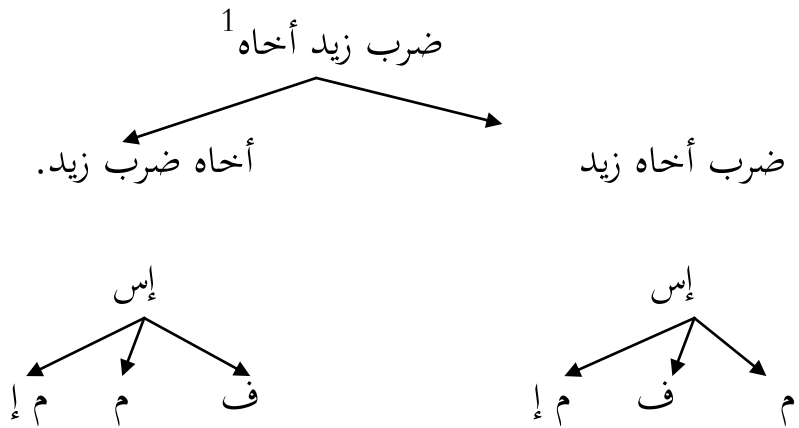 ضرب زيد أخاه1
ضرب أخاه زيد
أخاه ضرب زيد.
إس
إس
م ف م إ
ف م م إ